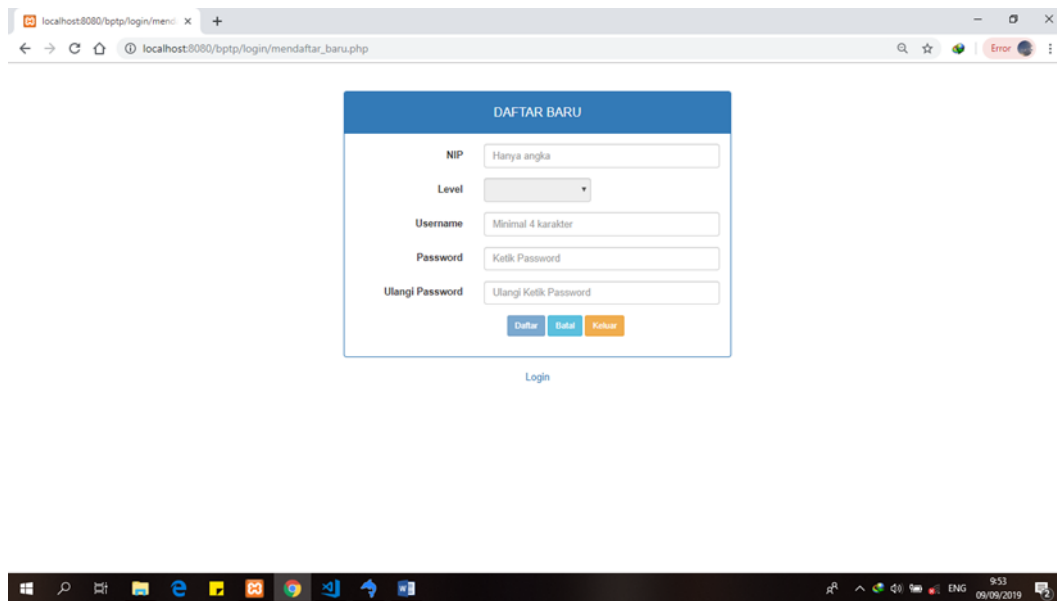 localhost:8080/bptp/login/mend
localhost:8080/bptp/login/mendaftar_baru.php
Error
DAFTAR BARU
NIP Hanya angka
Level
Username Minimal 4 karakter
Password Ketik Password
Ulangi Password Ulangi Ketik Password
Daftar Batal Keluar
Login
ENG 9:53
09/09/2019
2